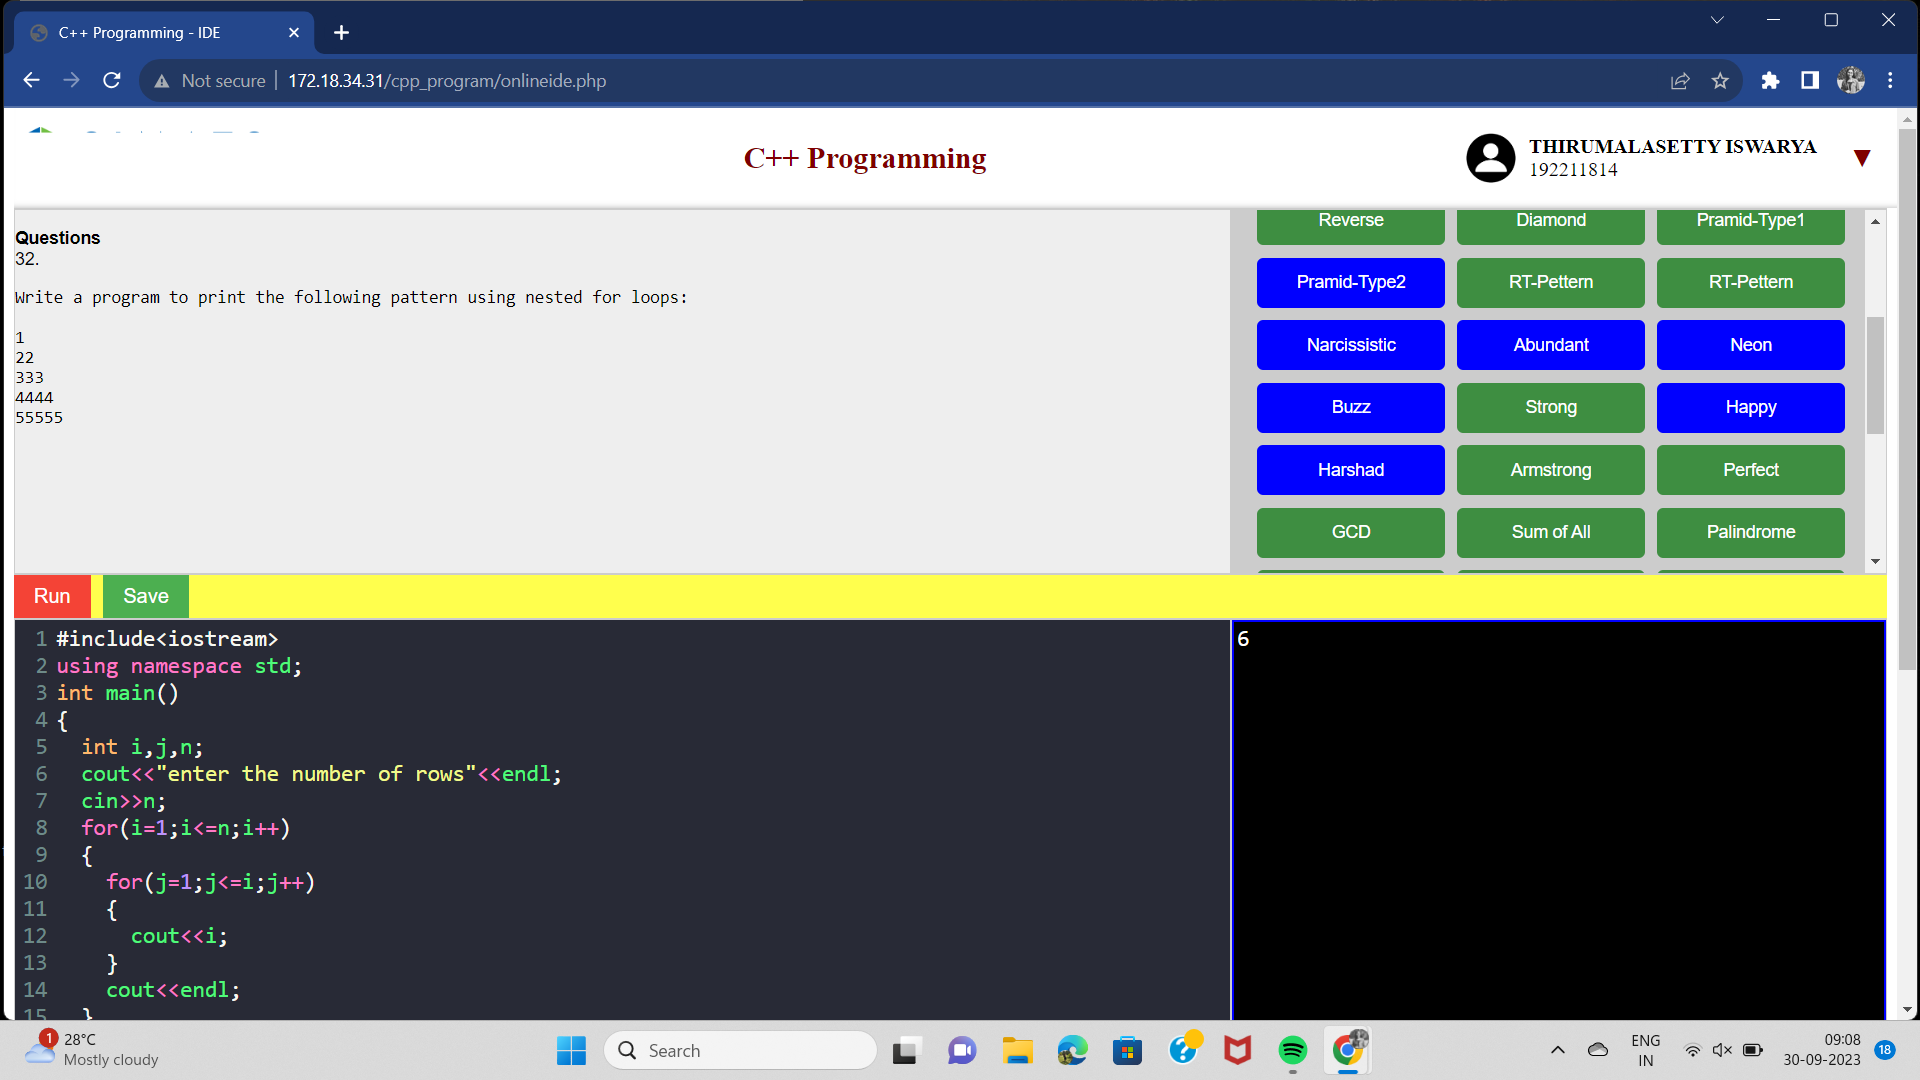 C++ Programming - IDE
Not secure
172.18.34.31/cpp_program/onlineide.php
C++ Programming
THIRUMALASETTY ISWARYA
192211814
Questions
32.
Write a program to print the following pattern using nested for loops:
1
22
333
4444
55555
Reverse Diamond Pramid-Type1
Pramid-Type2 RT-Pettern RT-Pettern
Narcissistic Abundant Neon
Buzz Strong Happy
Harshad Armstrong Perfect
GCD Sum of All Palindrome
Run Save
1 #include<iostream>
2 using namespace std;
3 int main()
4 {
5 int i,j,n;
6 cout<<"enter the number of rows"<<endl;
7 cin>>n;
8 for(i=1;i<=n;i++)
9 {
10 for(j=1;j<=i;j++)
11 {
12 cout<<i;
13 }
14 cout<<endl;
15 }
6
1
28°C
Mostly cloudy
Search
ENG
IN
09:08
30-09-2023
18